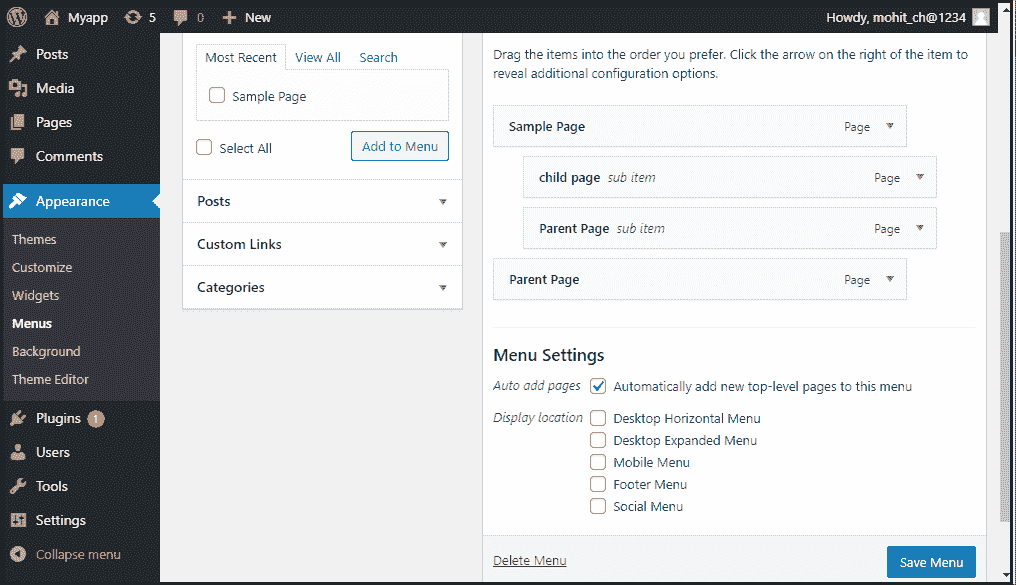 Myapp 5 0 New Howdy, mohit_ch@1234
Posts
Media
Pages
Comments
Appearance
Themes
Customize
Widgets
Menus
Background
Theme Editor
Plugins 1
Users
Tools
Settings
Collapse menu
Most Recent View All Search
Sample Page
Select All Add to Menu
Posts
Custom Links
Categories
Drag the items into the order you prefer. Click the arrow on the right of the item to
reveal additional configuration options.
Sample Page Page
child page sub item Page
Parent Page sub item Page
Parent Page Page
Menu Settings
Auto add pages Automatically add new top-level pages to this menu
Display location Desktop Horizontal Menu
Desktop Expanded Menu
Mobile Menu
Footer Menu
Social Menu
Delete Menu Save Menu